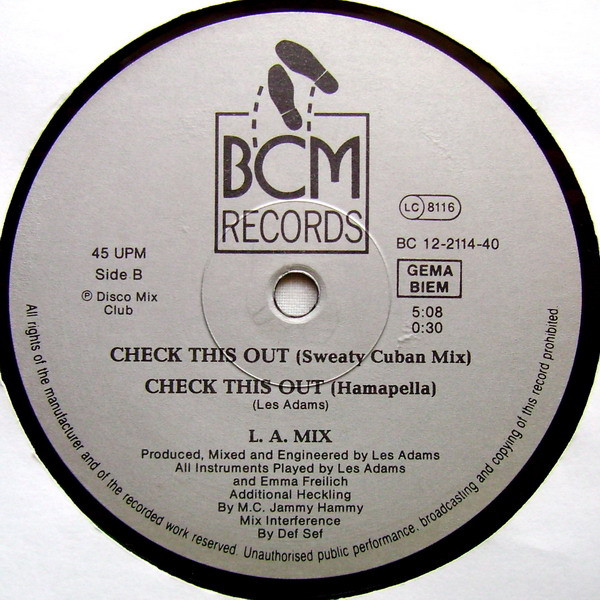 BCM
RECORDS
LC 8116
BC 12-2114-40
GEMA
BIEM
45 UPM
Side B
℗ Disco Mix
Club
5:08
0:30
CHECK THIS OUT (Sweaty Cuban Mix)
CHECK THIS OUT (Hamapella)
(Les Adams)
L. A. MIX
Produced, Mixed and Engineered by Les Adams
All Instruments Played by Les Adams
and Emma Freilich
Additional Heckling
By M.C. Jammy Hammy
Mix Interference
By Def Sef
All rights of the manufacturer and of the recorded work reserved. Unauthorised public performance, broadcasting and copying of this record prohibited.